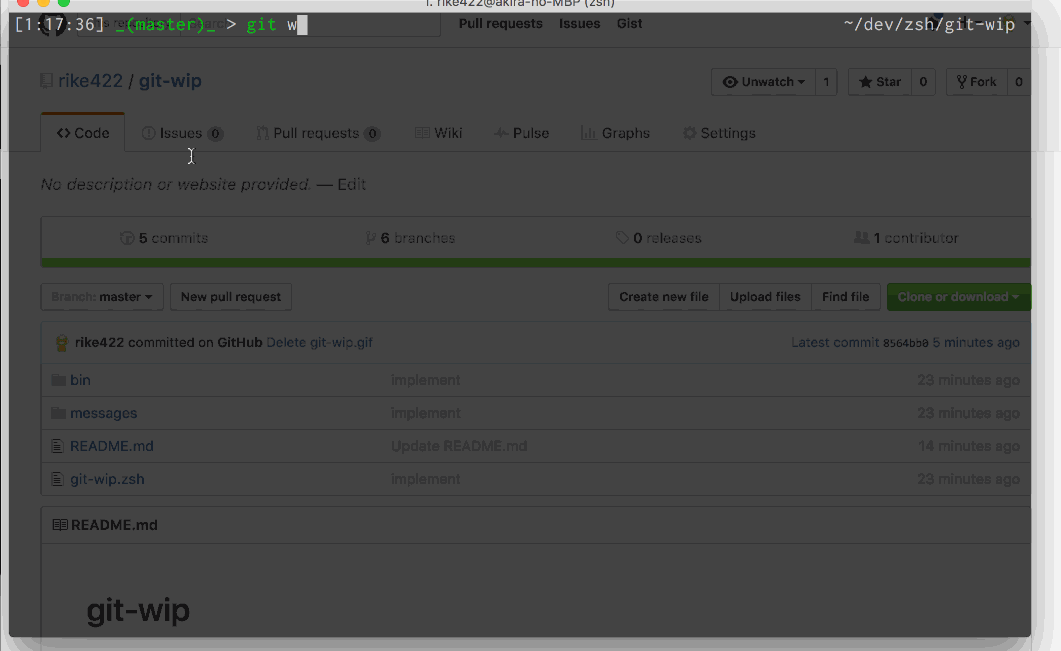 1. rike422@akira-no-MBP (zsh)
[1:17:36] _(master)_ > git w ~/dev/zsh/git-wip
Pull requests Issues Gist
rike422 / git-wip Unwatch 1 Star 0 Fork 0
Code Issues 0 Pull requests 0 Wiki Pulse Graphs Settings
No description or website provided. — Edit
5 commits 6 branches 0 releases 1 contributor
Branch: master New pull request Create new file Upload files Find file Clone or download
rike422 committed on GitHub Delete git-wip.gif Latest commit 8564bb0 5 minutes ago
bin implement 23 minutes ago
messages implement 23 minutes ago
README.md Update README.md 14 minutes ago
git-wip.zsh implement 23 minutes ago
README.md
git-wip